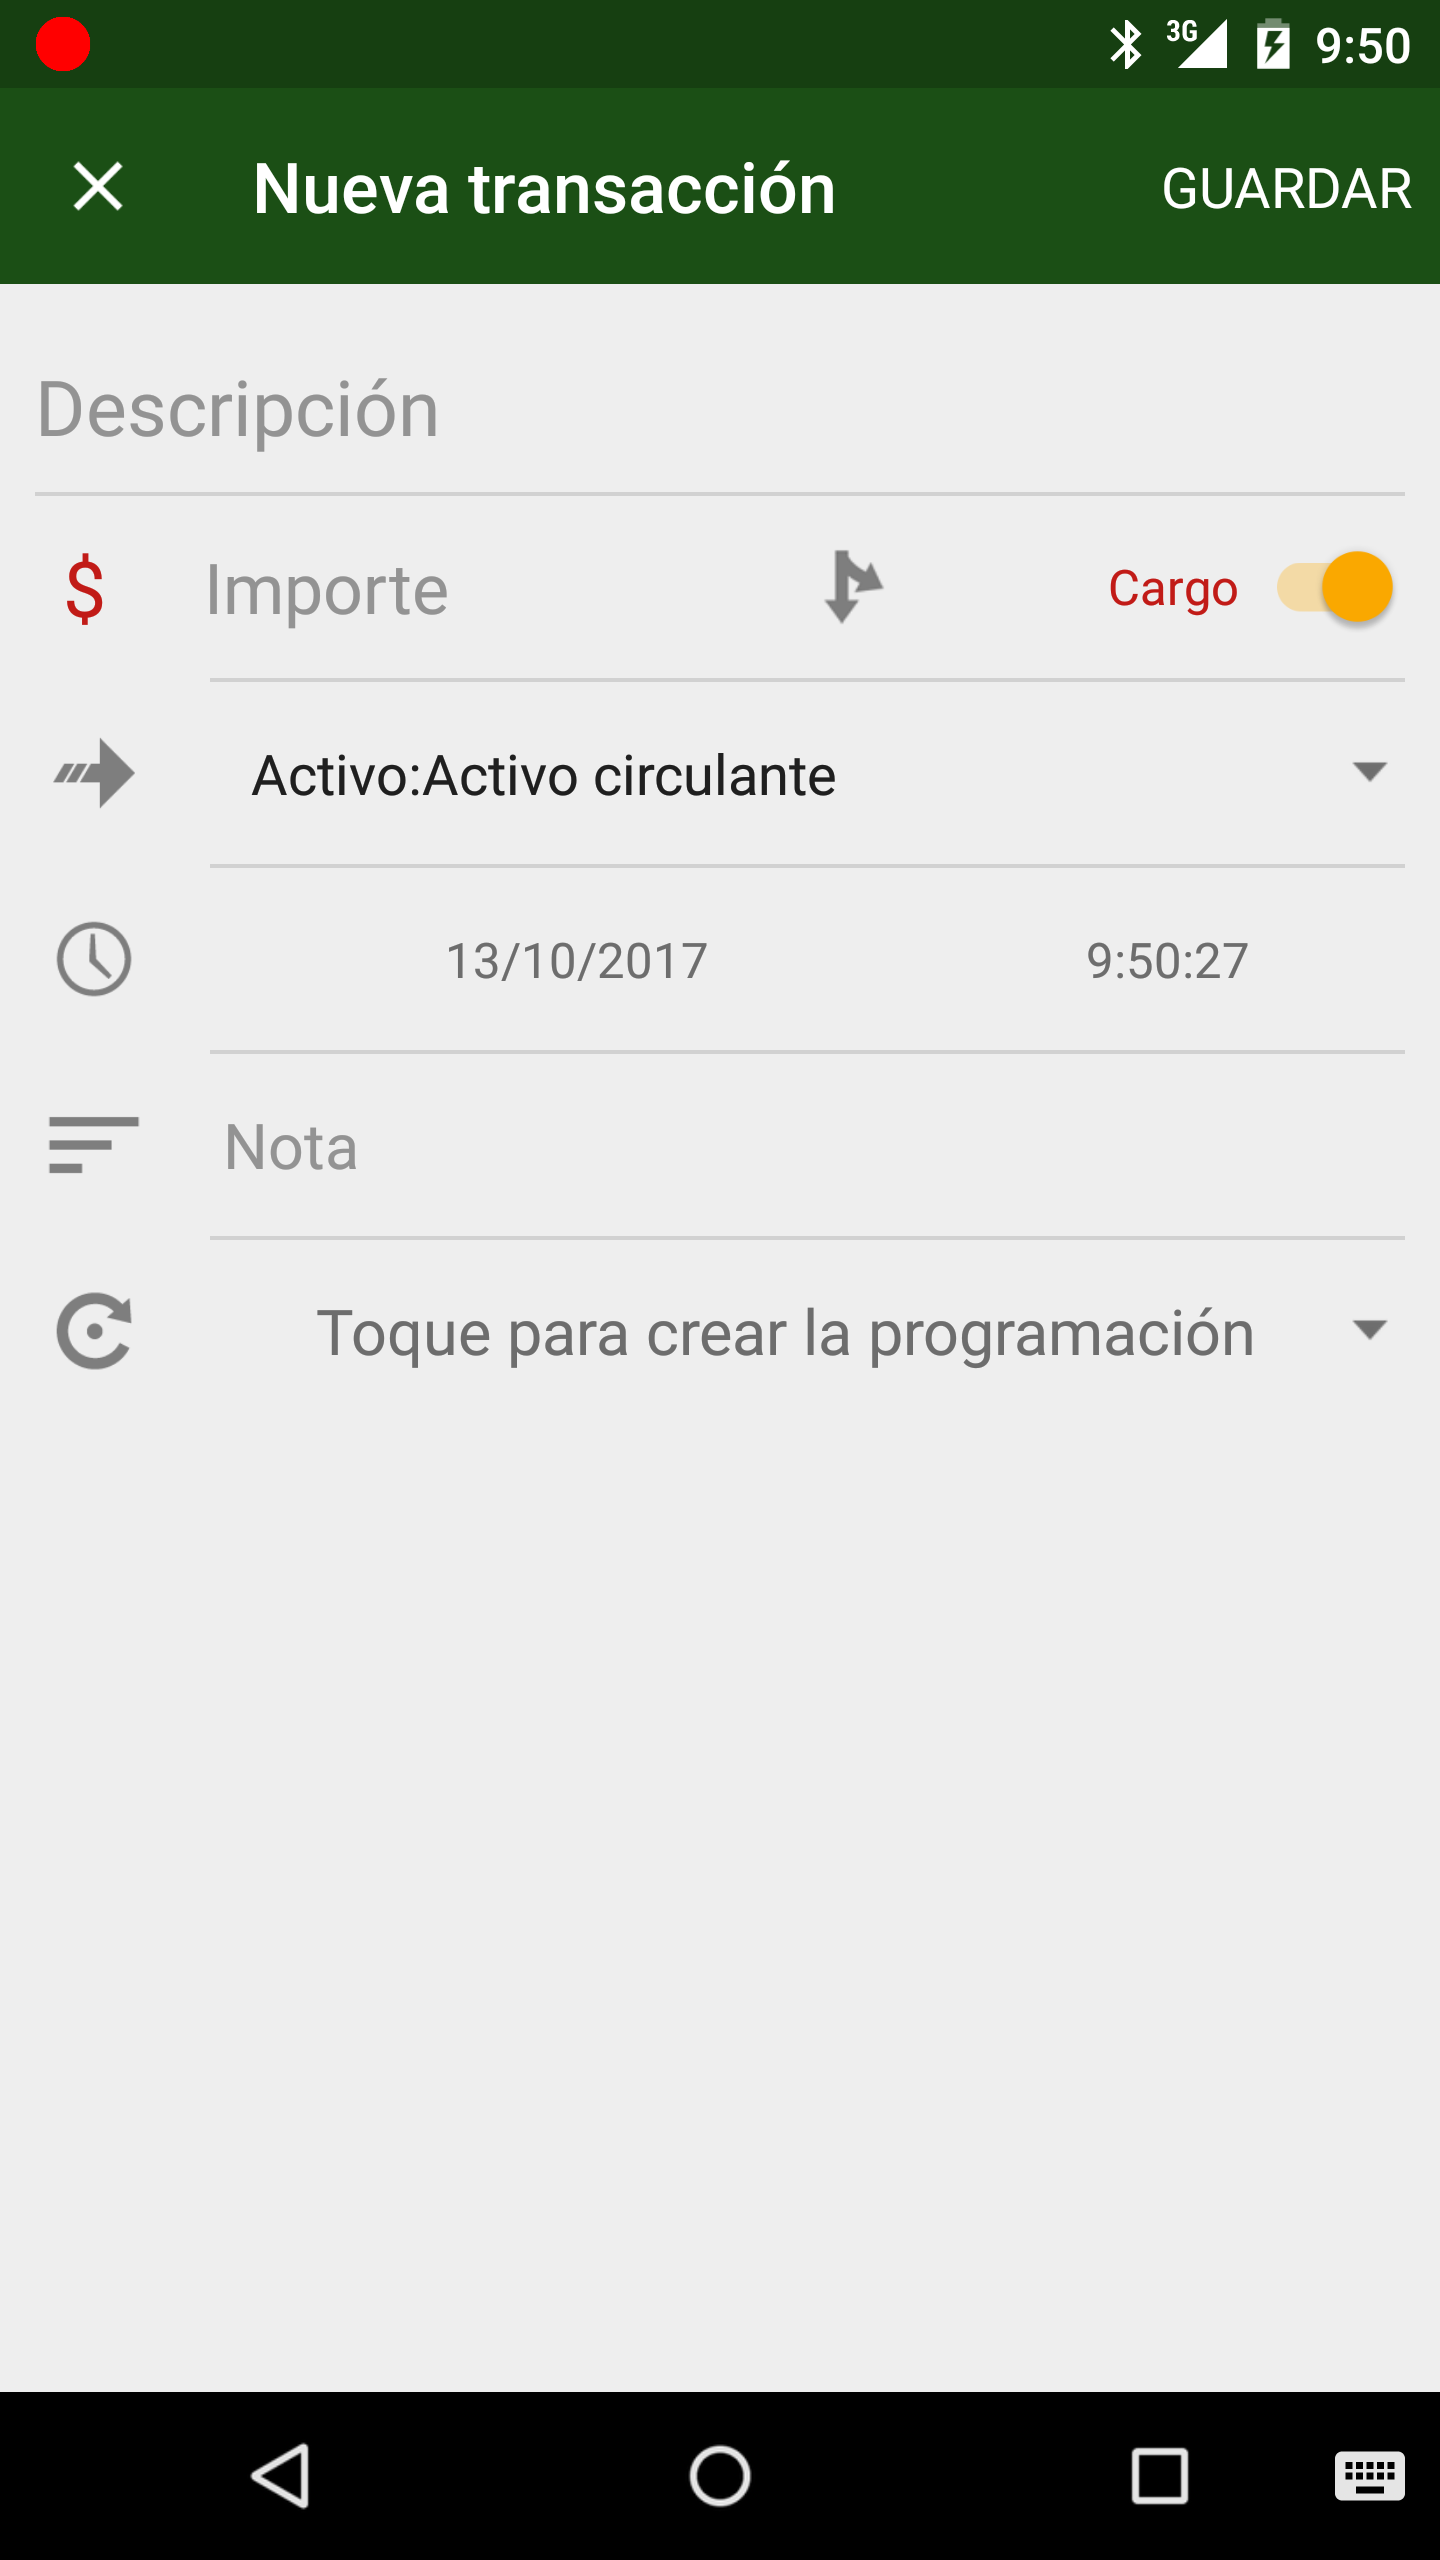 3G 9:50
Nueva transacción GUARDAR
Descripción
$ Importe Cargo
Activo:Activo circulante
13/10/2017 9:50:27
Nota
Toque para crear la programación